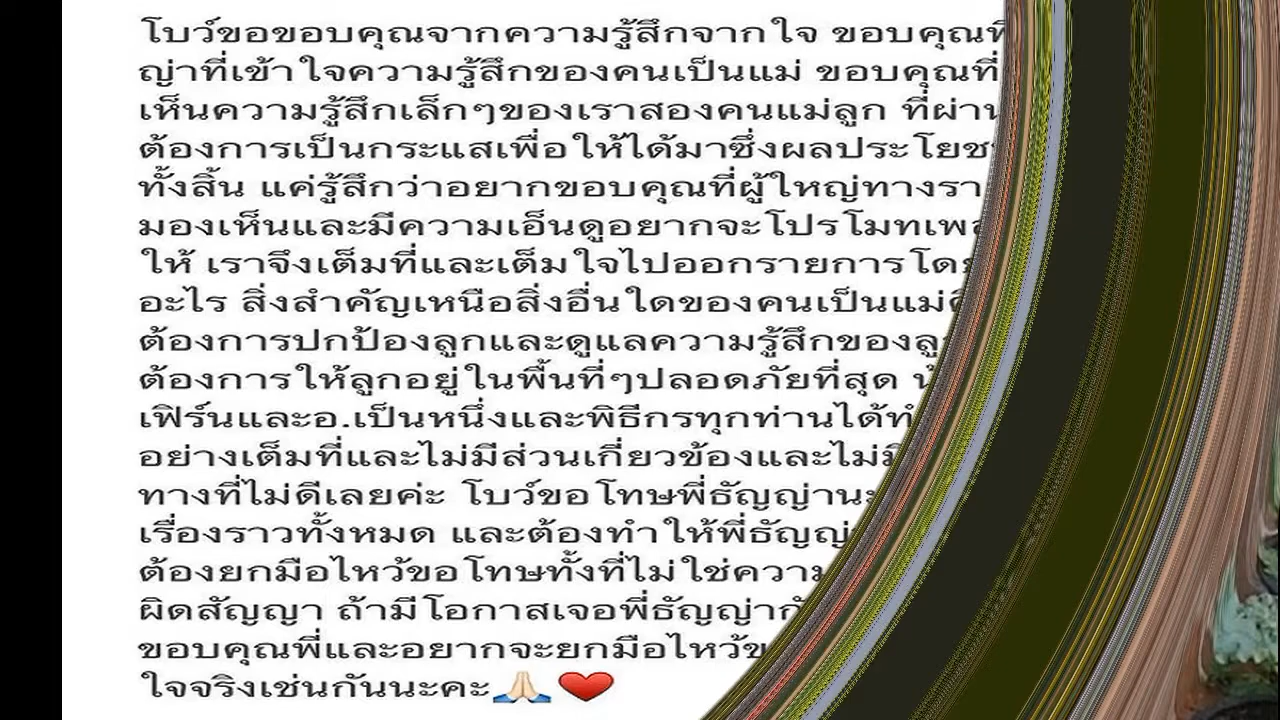 โบว์ขอขอบคุณจากความรู้สึกจากใจ ขอบคุณที่
ญ่าที่เข้าใจความรู้สึกของคนเป็นแม่ ขอบคุณที่
เห็นความรู้สึกเล็กๆของเราสองคนแม่ลูก ที่ผ่าน
ต้องการเป็นกระแสเพื่อให้ได้มาซึ่งผลประโยช
ทั้งสิ้น แค่รู้สึกว่าอยากขอบคุณที่ผู้ใหญ่ทางรา
มองเห็นและมีความเอ็นดูอยากจะโปรโมทเพล
ให้ เราจึงเต็มที่และเต็มใจไปออกรายการโดย
อะไร สิ่งสำคัญเหนือสิ่งอื่นใดของคนเป็นแม่
ต้องการปกป้องลูกและดูแลความรู้สึกของลู
ต้องการให้ลูกอยู่ในพื้นที่ๆปลอดภัยที่สุด
เฟิร์นและอ.เป็นหนึ่งและพิธีกรทุกท่านได้ทำ
อย่างเต็มที่และไม่มีส่วนเกี่ยวข้องและไม่มี
ทางที่ไม่ดีเลยค่ะ โบว์ขอโทษพี่ธัญญ่านะ
เรื่องราวทั้งหมด และต้องทำให้พี่ธัญญ่
ต้องยกมือไหว้ขอโทษทั้งที่ไม่ใช่ความ
ผิดสัญญา ถ้ามีโอกาสเจอพี่ธัญญ่า
ขอบคุณพี่และอยากจะยกมือไหว้ข
ใจจริงเช่นกันนะคะ🙏🏻❤️